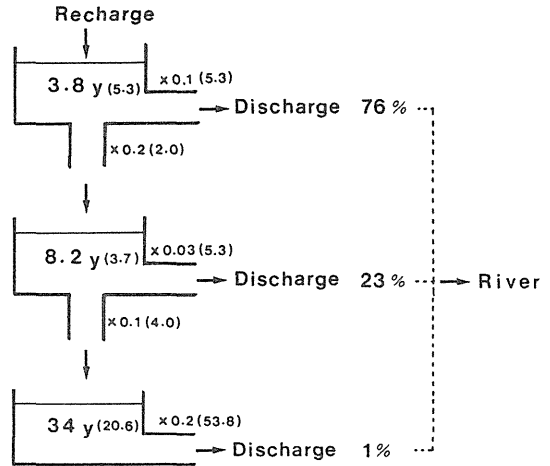 Recharge
×0.1 (5.3)
3.8 y (5.3)
Discharge 76 %
×0.2 (2.0)
×0.03 (5.3)
8.2 y (3.7)
Discharge 23 % River
×0.1 (4.0)
×0.2 (53.8)
34 y (20.6)
Discharge 1 %